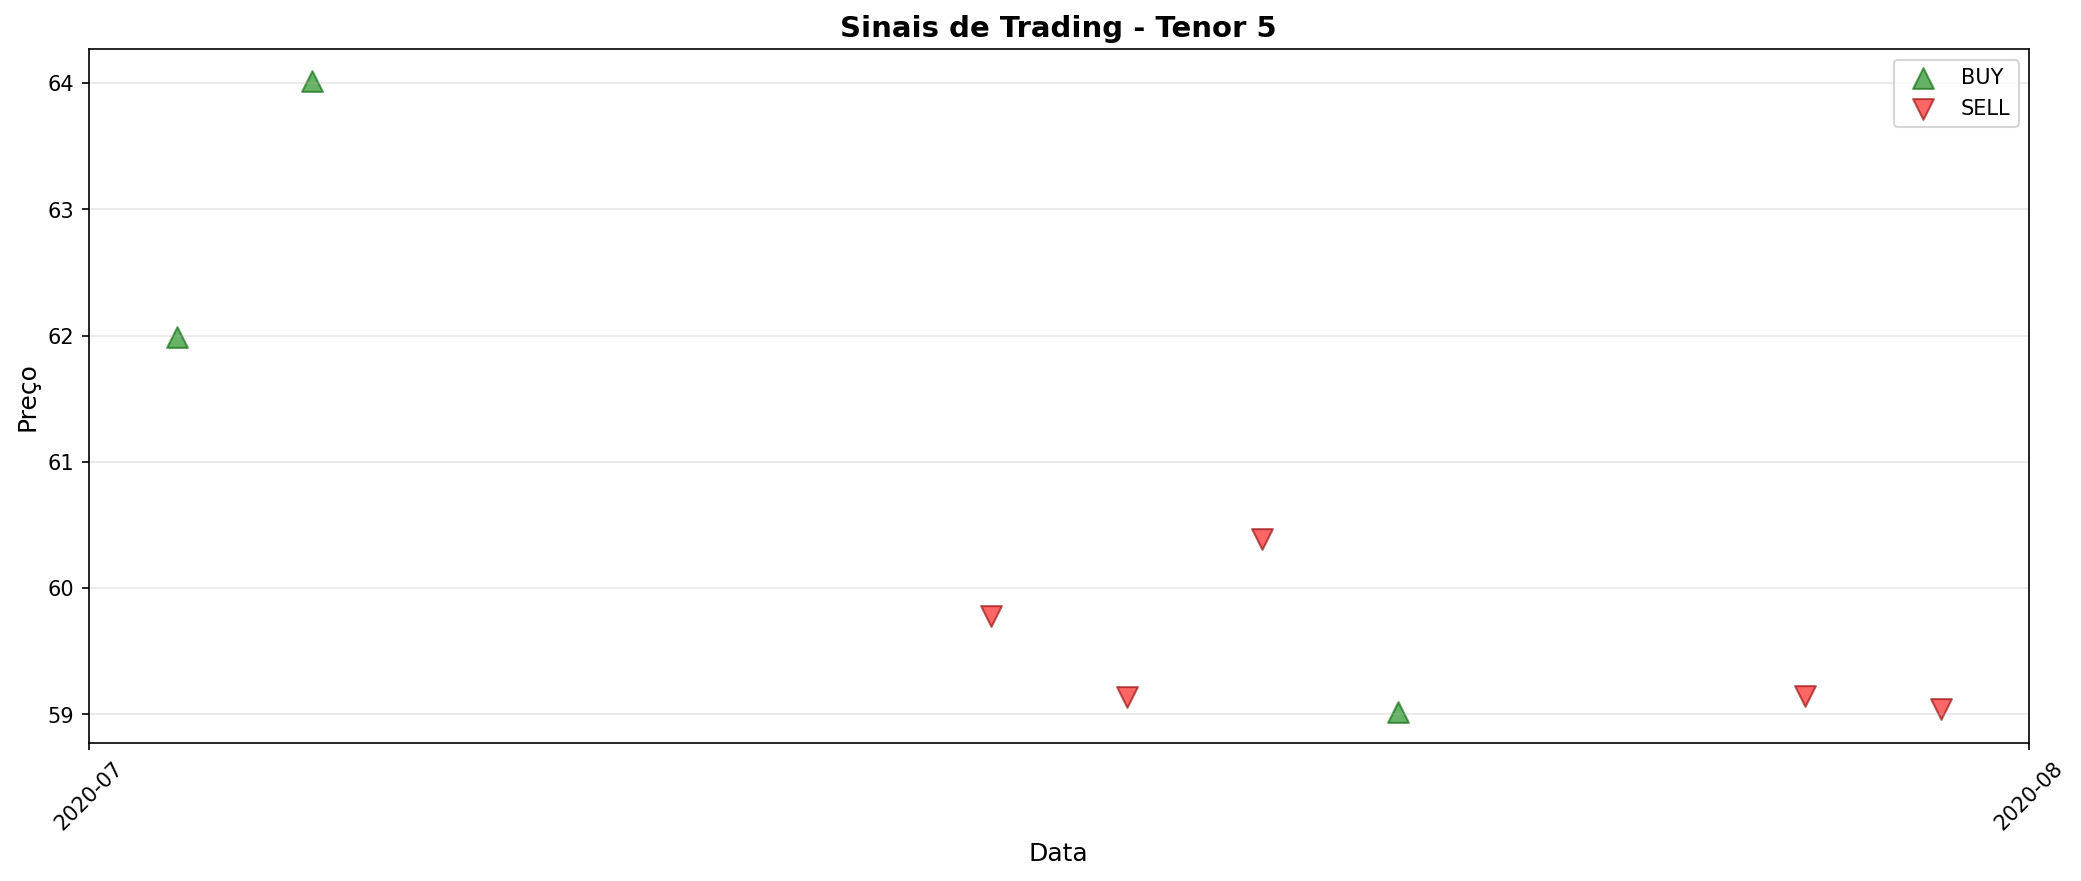 Sinais de Trading - Tenor 5
BUY
SELL
Preço
64
63
62
61
60
59
2020-07
2020-08
Data